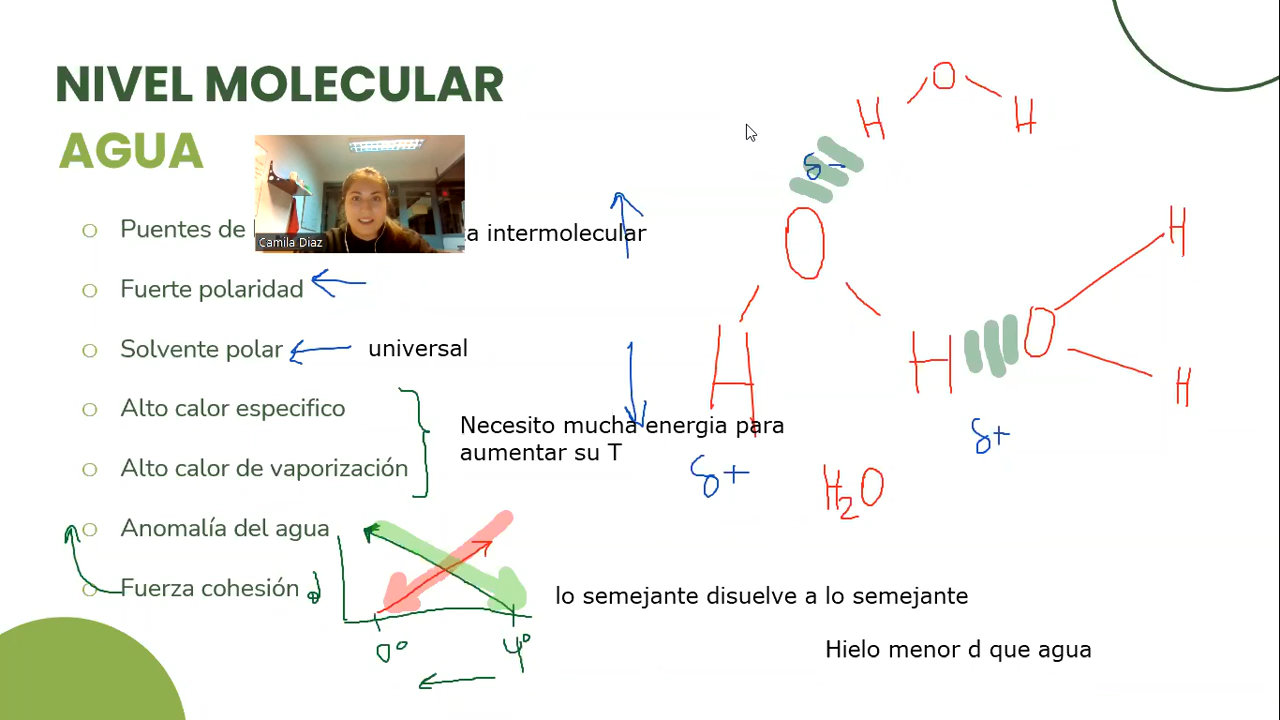 NIVEL MOLECULAR
AGUA
Camila Diaz
Puentes de
a intermolecular
Fuerte polaridad
Solvente polar
universal
Alto calor especifico
Alto calor de vaporización
Necesito mucha energia para
aumentar su T
Anomalía del agua
Fuerza cohesión
d
0°
4°
lo semejante disuelve a lo semejante
Hielo menor d que agua
O
H H
δ-
O
H
H H
O
H
δ+
δ+
H₂O